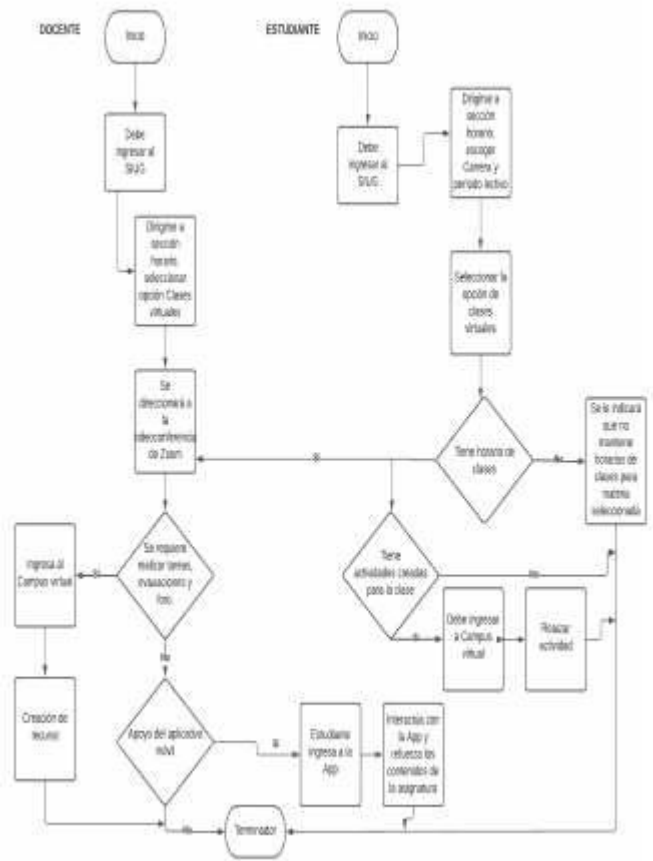 DOCENTE
Inicio
Debe
ingresar al
SIUG
Dirigirse a
sección
horario,
seleccionar
opción Clases
virtuales
Se
direccionará a
la
videoconferencia
de Zoom
Se requiere
realizar tareas,
evaluaciones y
foro
Si
Ingresa al
Campus virtual
Creación de
recurso
No
Apoyo del aplicativo
móvil
Si
Estudiante
ingresa a la
App
Interactúa con
la App y
refuerza los
contenidos de
la asignatura
No
Terminador
ESTUDIANTE
Inicio
Debe
ingresar al
SIUG
Dirigirse a
sección
horario,
escoger
Carrera y
periodo lectivo
Seleccionar la
opción de
clases
virtuales
Tiene horario de
clases
Si
No
Se le indicará
que no
mantiene
horarios de
clases para
materia
seleccionada
Tiene
actividades creadas
para la clase
No
Si
Debe ingresar
a Campus
virtual
Realizar
actividad